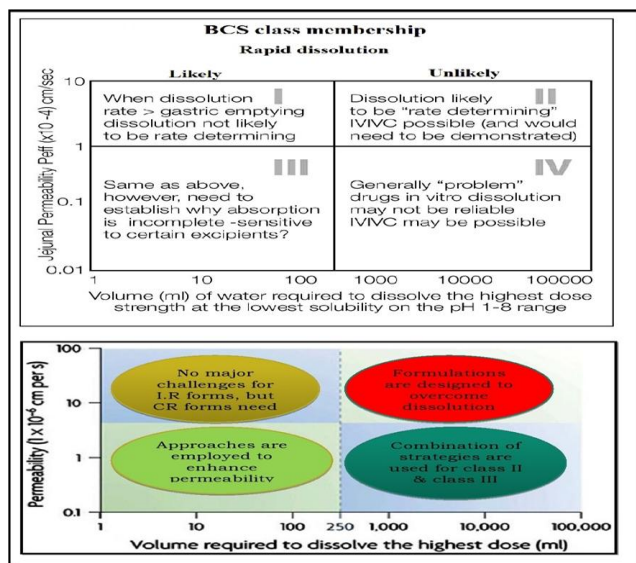 BCS class membership
Rapid dissolution
Likely
Unlikely
Jejunal Permeability Peff (x10 -4) cm/sec
10
1
0.1
0.01
I
When dissolution
rate > gastric emptying
dissolution not likely
to be rate determining
II
Dissolution likely
to be "rate determining"
IVIVC possible (and would
need to be demonstrated)
III
Same as above,
however, need to
establish why absorption
is incomplete -sensitive
to certain excipients?
IV
Generally "problem"
drugs in vitro dissolution
may not be reliable
IVIVC may be possible
1 10 100 1000 10000 100000
Volume (ml) of water required to dissolve the highest dose
strength at the lowest solubility on the pH 1-8 range
Permeability (1 x 10-6 cm per s)
100
10
1
0.1
No major
challenges for
I.R forms, but
CR forms need
Formulations
are designed to
overcome
dissolution
Approaches are
employed to
enhance
permeability
Combination of
strategies are
used for class II
& class III
1 10 100 250 1,000 10,000 100,000
Volume required to dissolve the highest dose (ml)